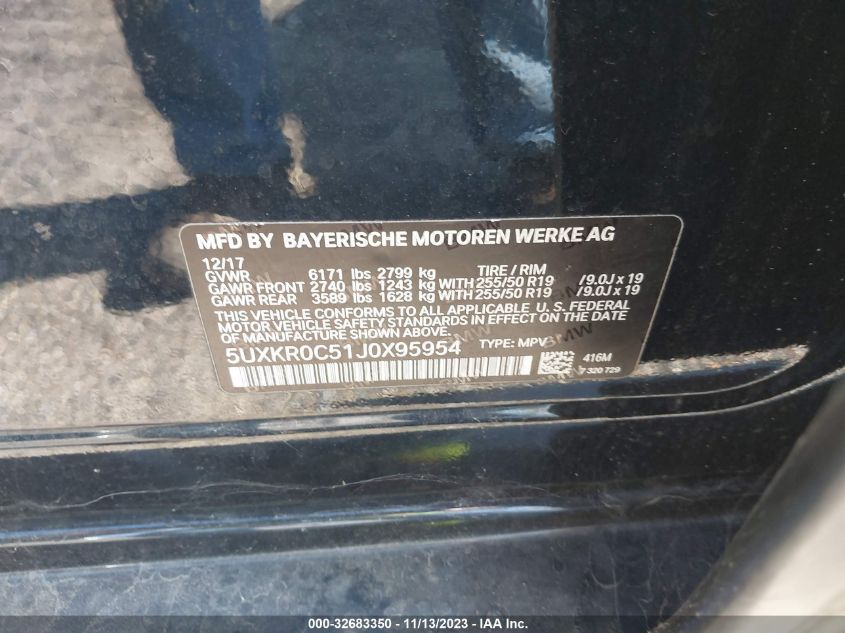 MFD BY BAYERISCHE MOTOREN WERKE AG
12/17
GVWR 6171 lbs 2799 kg TIRE / RIM
GAWR FRONT 2740 lbs 1243 kg WITH 255/50 R19 /9.0J x 19
GAWR REAR 3589 lbs 1628 kg WITH 255/50 R19 /9.0J x 19
THIS VEHICLE CONFORMS TO ALL APPLICABLE U.S. FEDERAL
MOTOR VEHICLE SAFETY STANDARDS IN EFFECT ON THE DATE
OF MANUFACTURE SHOWN ABOVE.
5UXKR0C51J0X95954 TYPE: MPV
416M
7 320 729
000-32683350 - 11/13/2023 - IAA Inc.